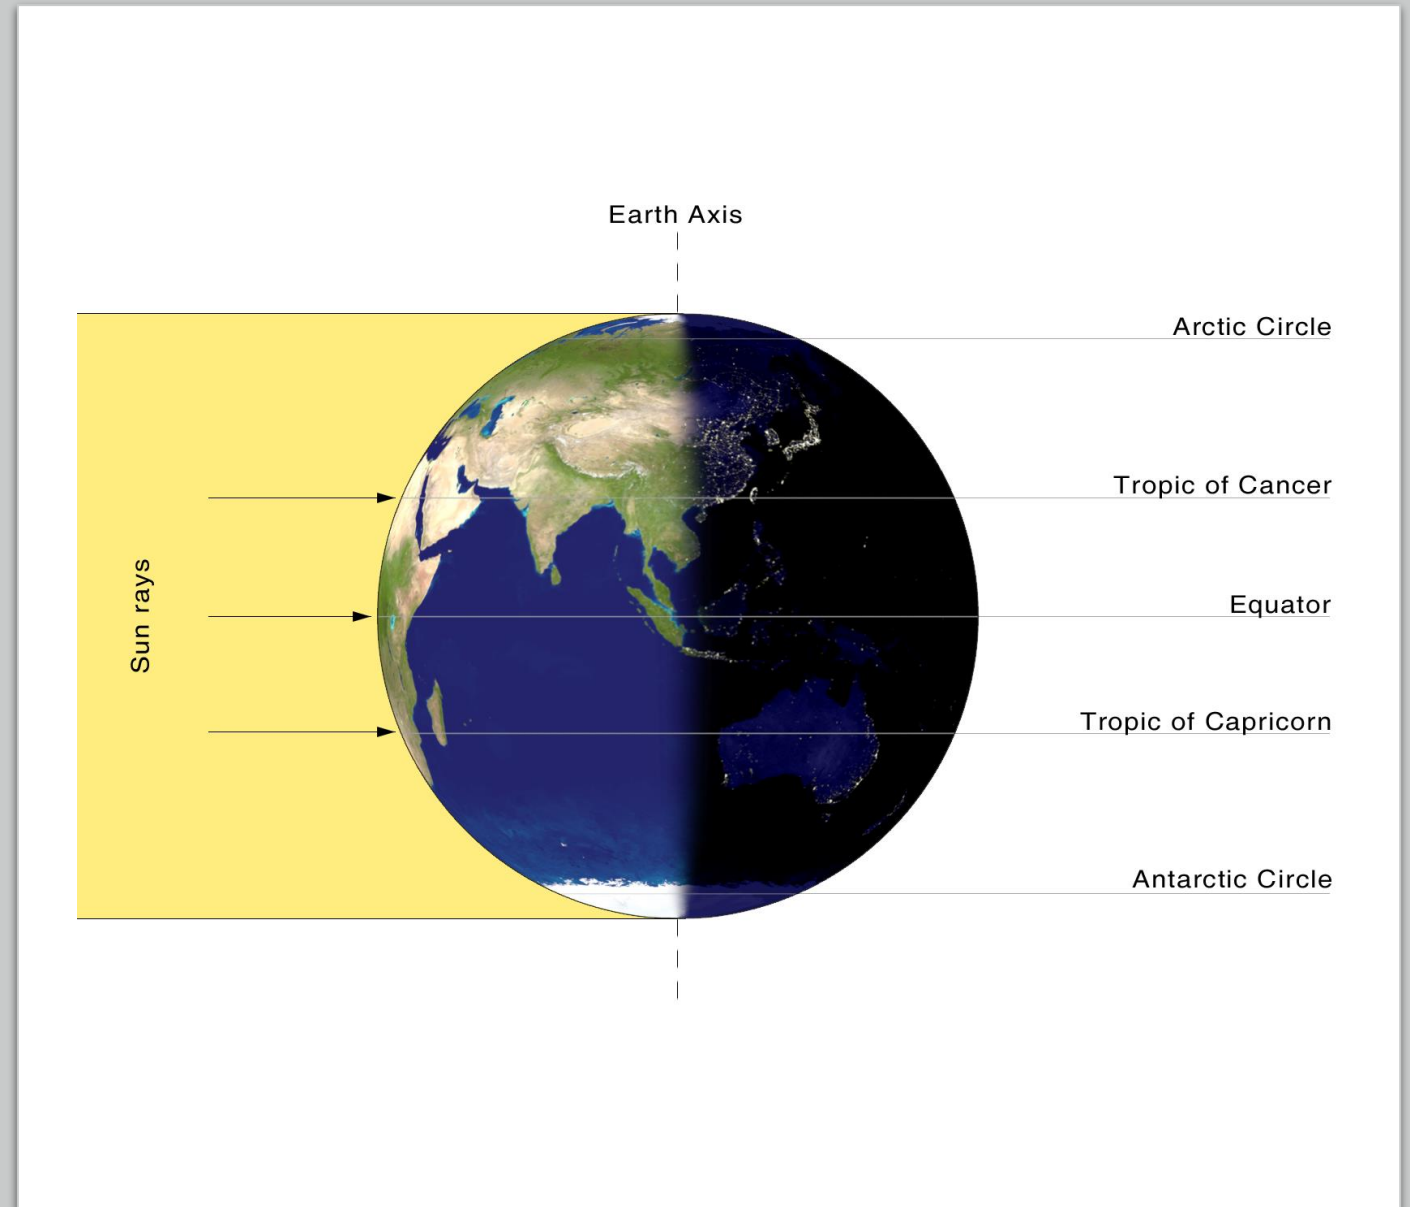 Earth Axis
Arctic Circle
Tropic of Cancer
Sun rays
Equator
Tropic of Capricorn
Antarctic Circle